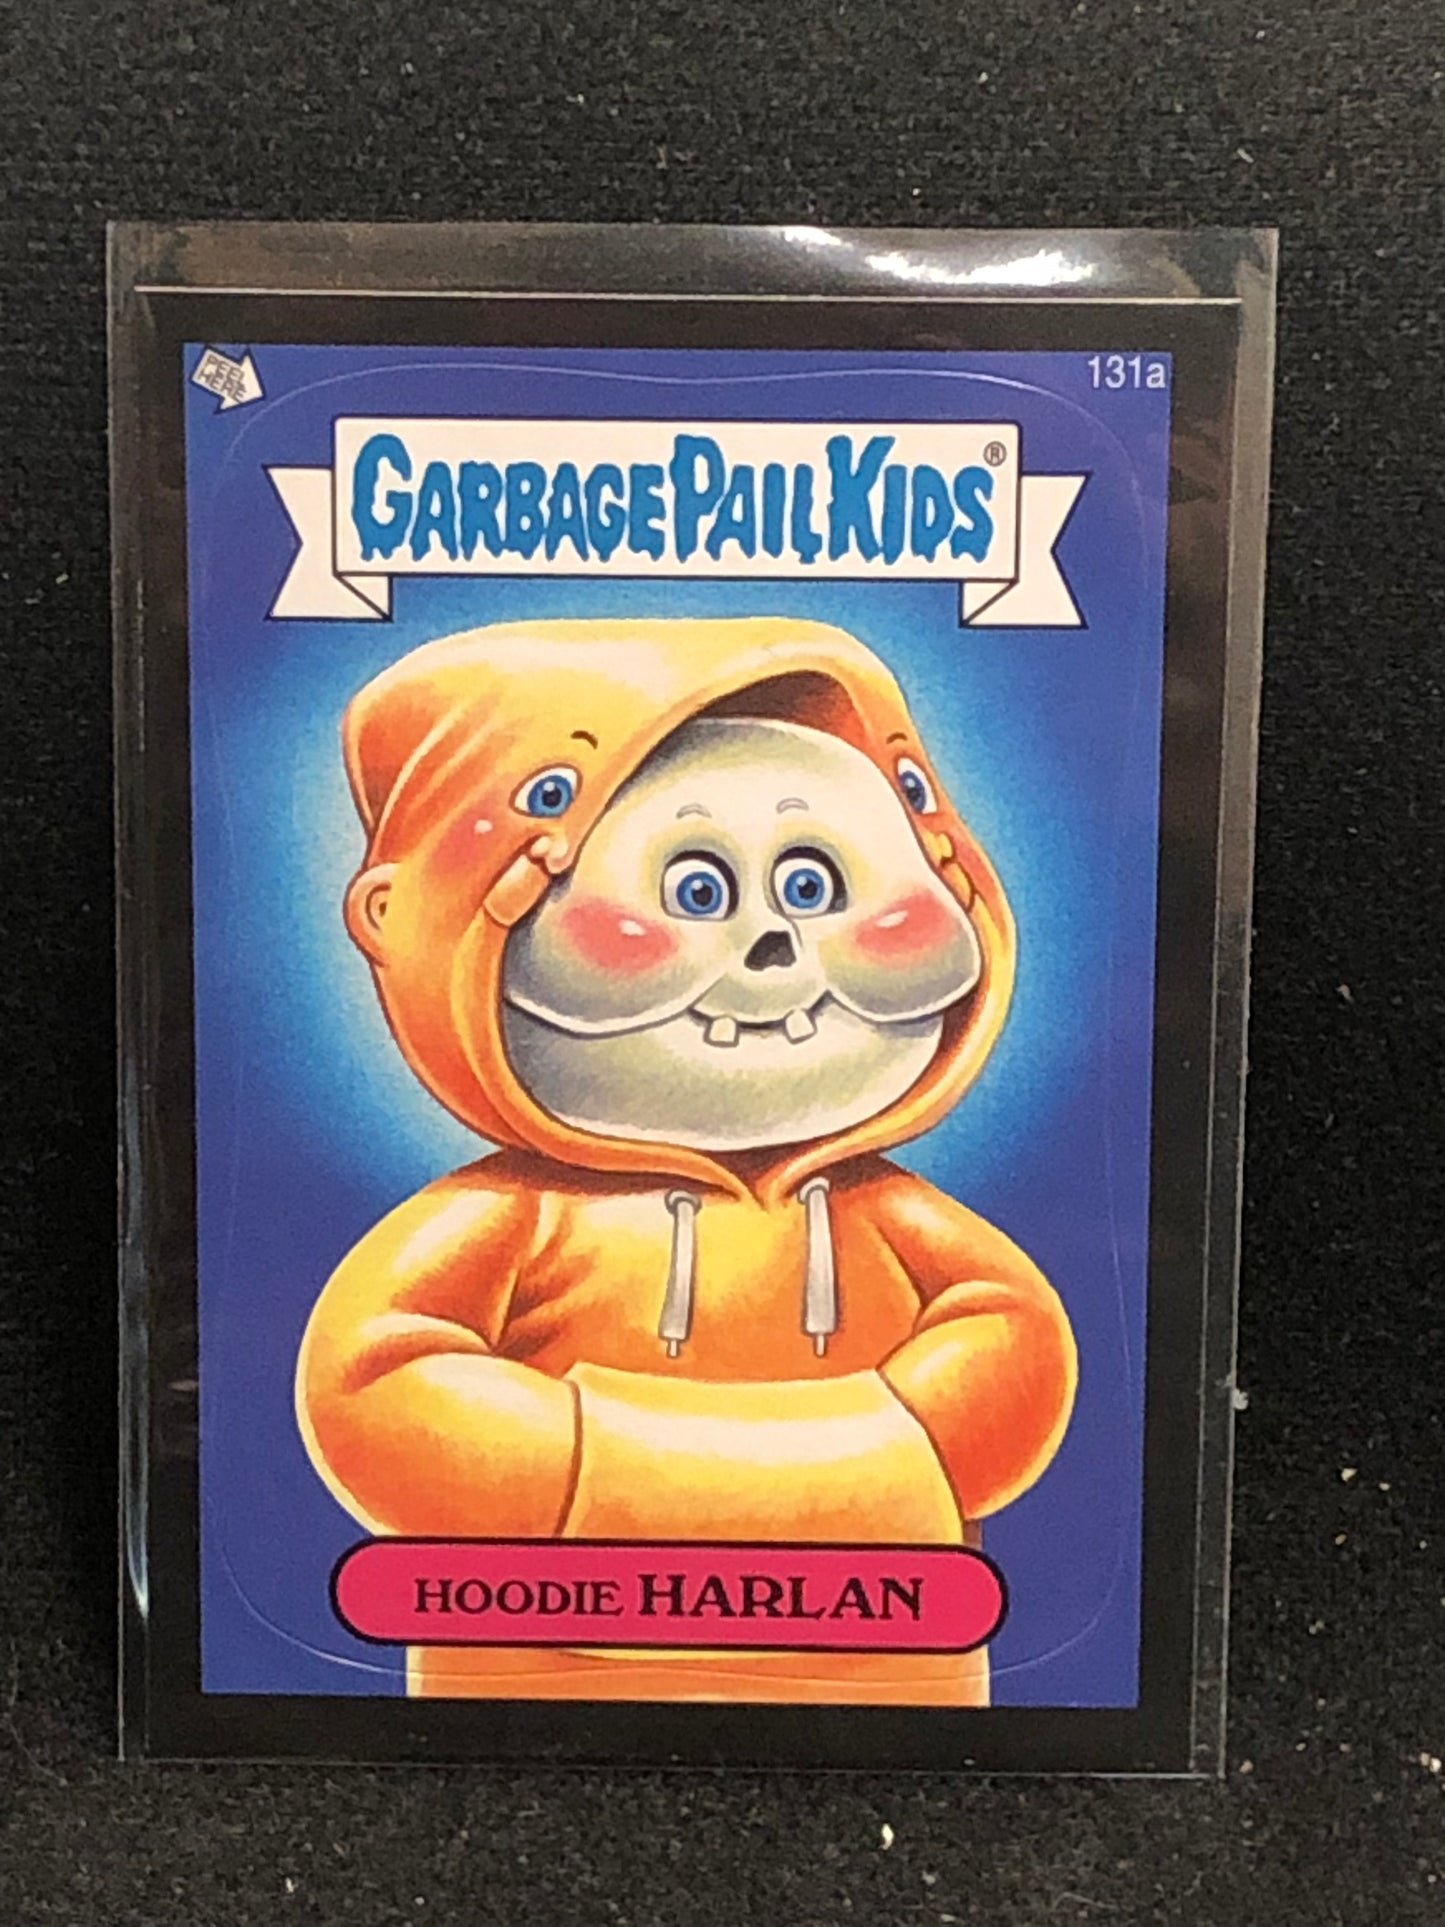 PEEL HERE
131a
GARBAGE PAIL KIDS®
HOODIE HARLAN